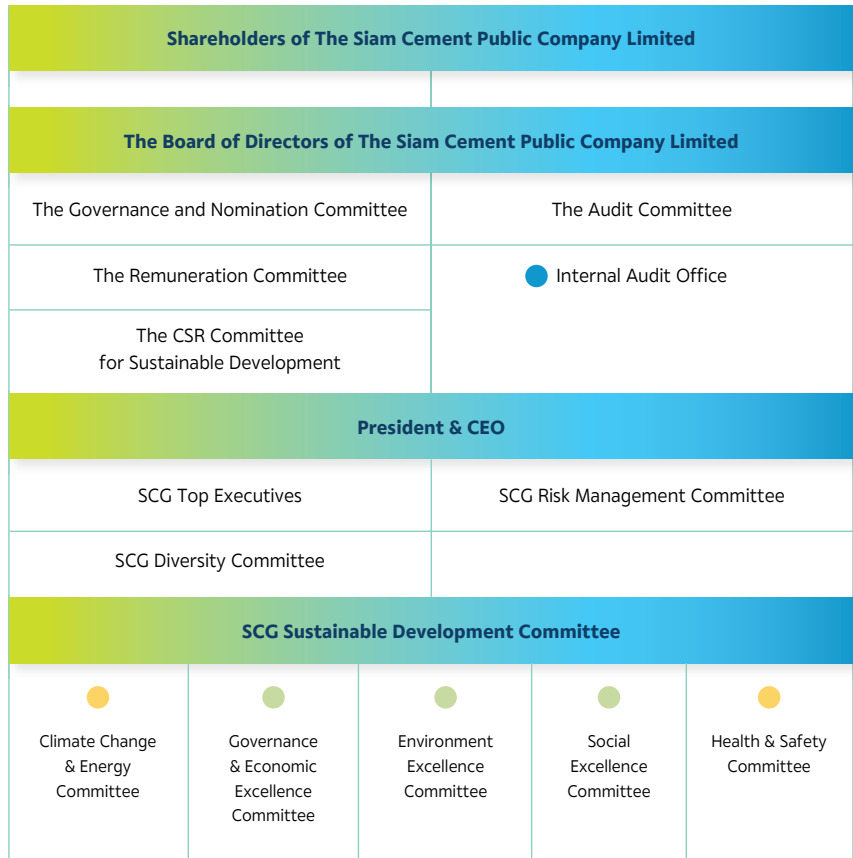 Shareholders of The Siam Cement Public Company Limited
The Board of Directors of The Siam Cement Public Company Limited
The Governance and Nomination Committee
The Audit Committee
The Remuneration Committee
Internal Audit Office
The CSR Committee
for Sustainable Development
President & CEO
SCG Top Executives
SCG Risk Management Committee
SCG Diversity Committee
SCG Sustainable Development Committee
Climate Change
& Energy
Committee
Governance
& Economic
Excellence
Committee
Environment
Excellence
Committee
Social
Excellence
Committee
Health & Safety
Committee